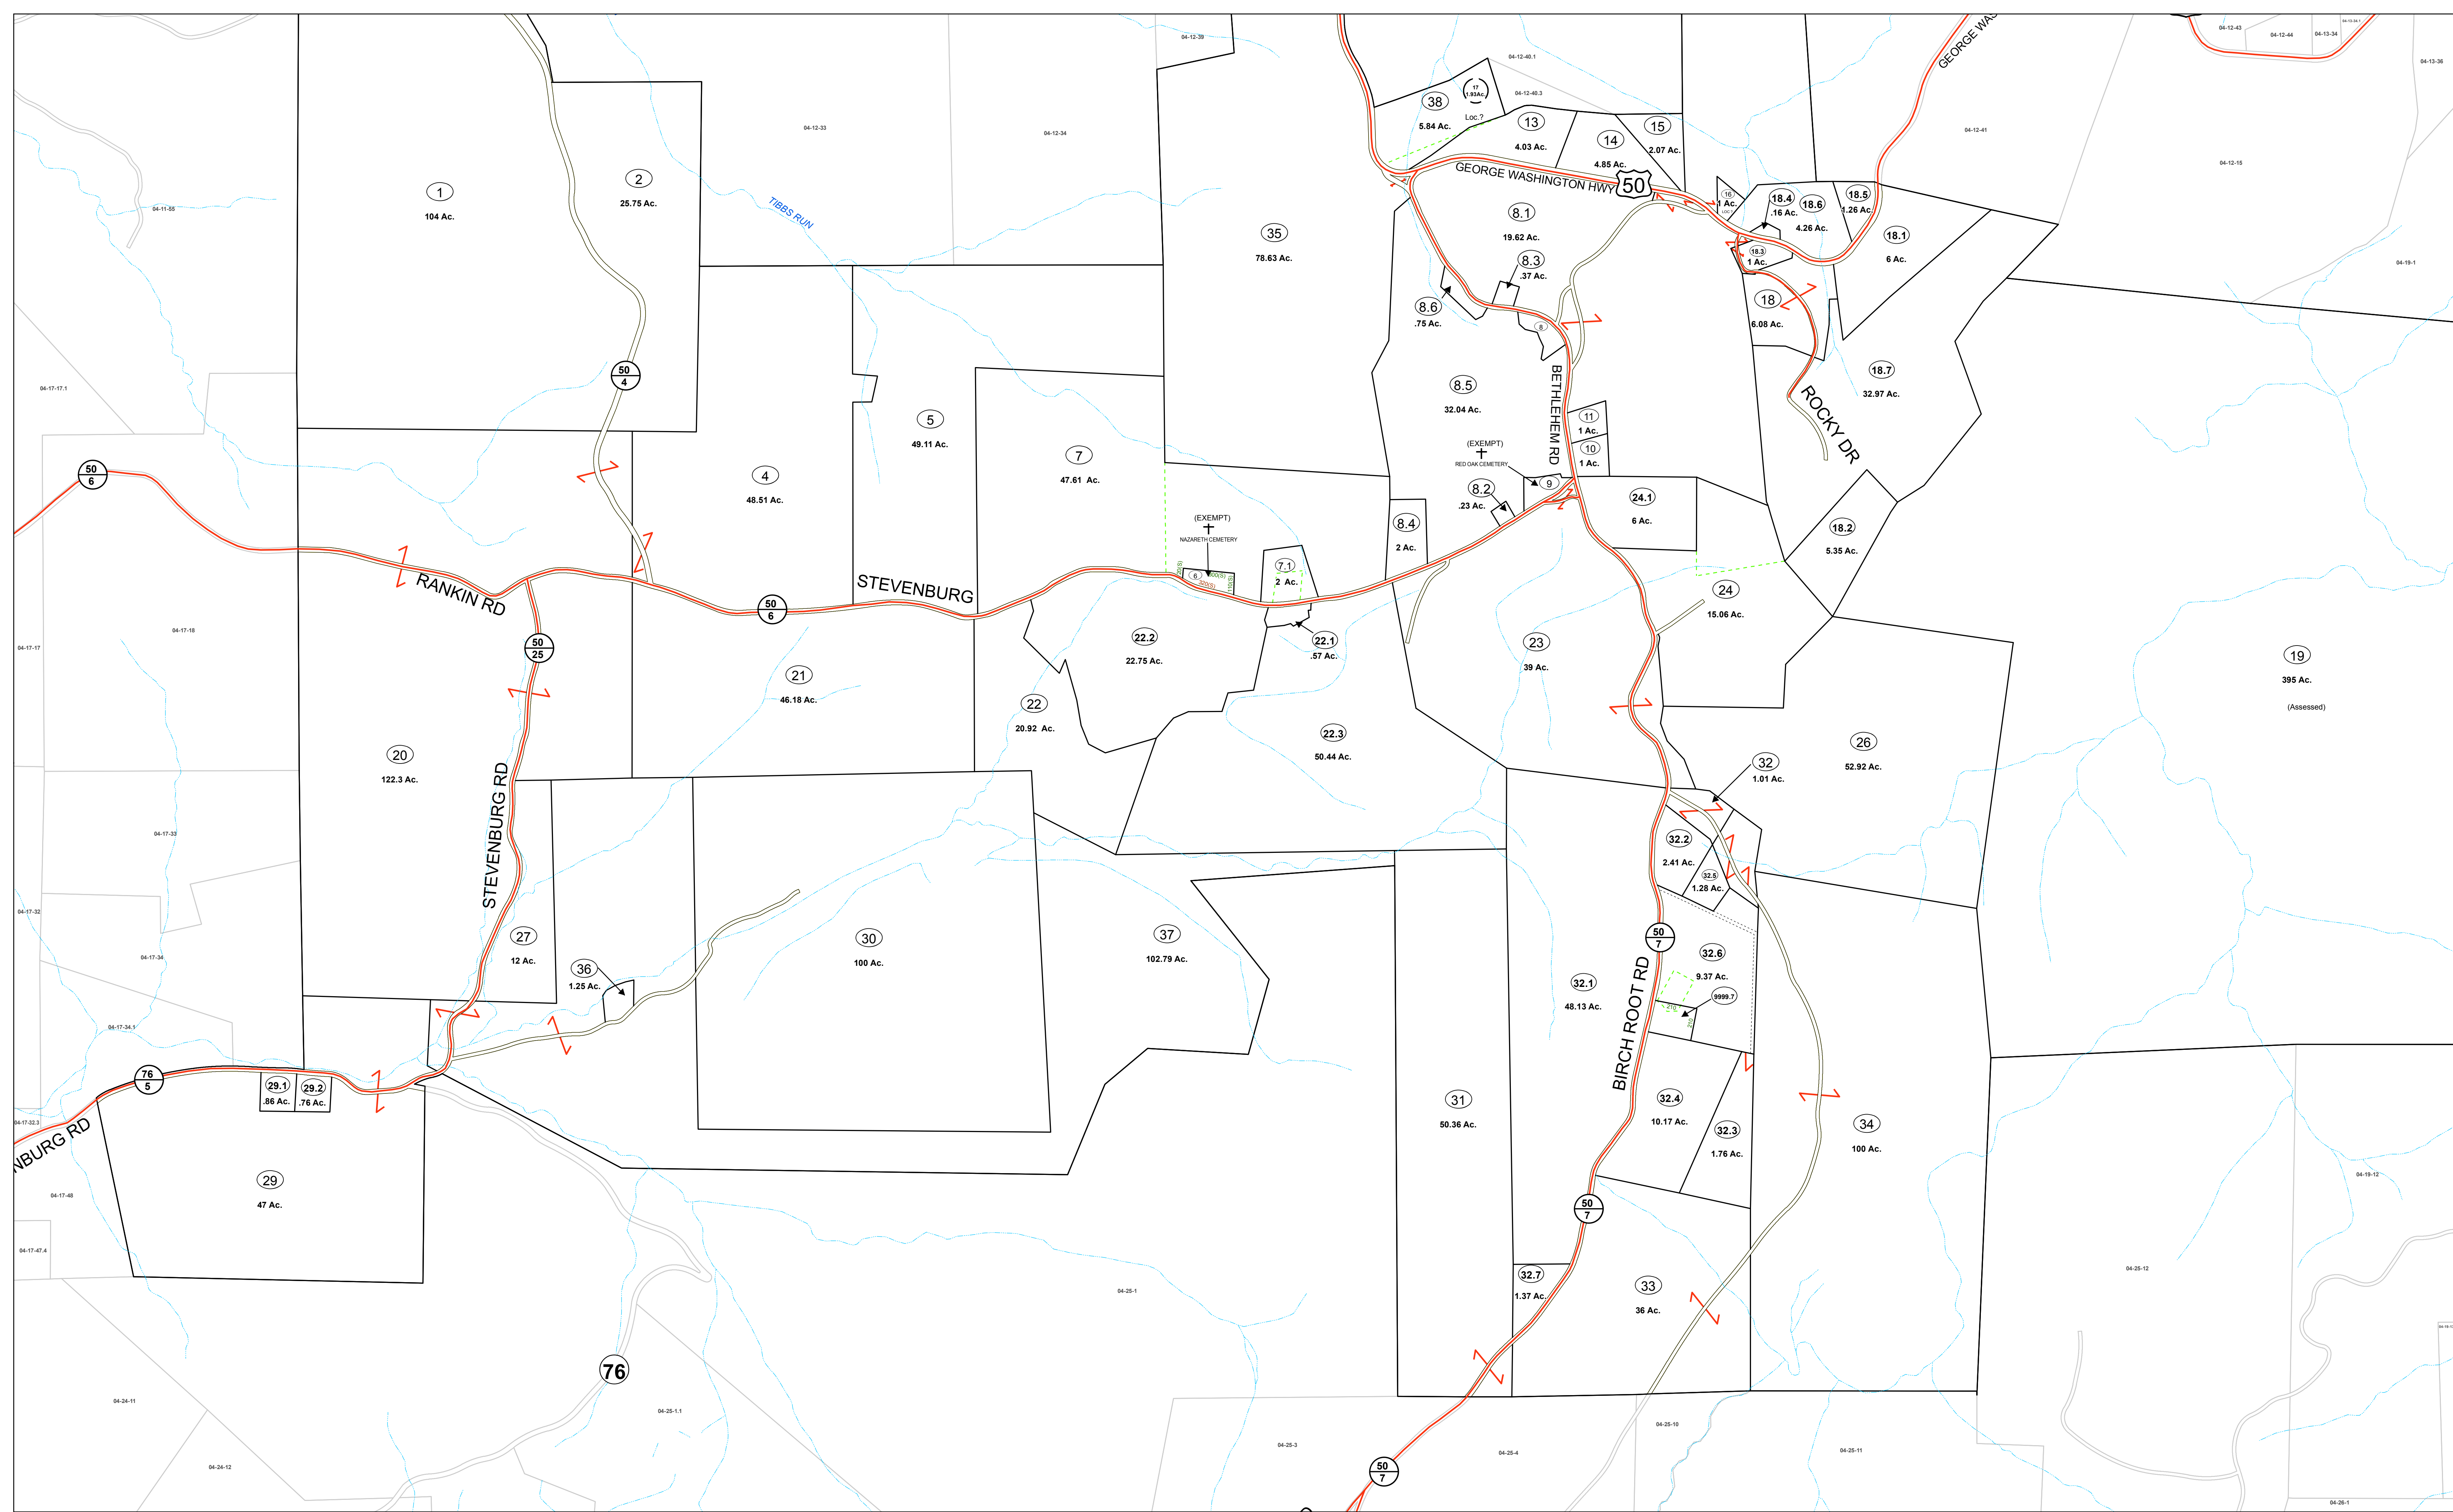 04-12-39
04-12-43
04-12-44
04-13-34
04-13-36
04-12-40.1
GEORGE WAS
04-12-33
04-12-34
38
5.84 Ac.
17
1.93Ac.
Loc.?
04-12-40.3
13
4.03 Ac.
14
4.85 Ac.
15
2.07 Ac.
04-12-41
04-12-15
GEORGE WASHINGTON HWY
50
1
104 Ac.
2
25.75 Ac.
TIBBS RUN
04-11-55
35
78.63 Ac.
8.1
19.62 Ac.
16
1 Ac.
LOC?
18.4
.16 Ac.
18.6
4.26 Ac.
18.5
1.26 Ac.
18.1
6 Ac.
18.3
1 Ac.
04-19-1
8.3
.37 Ac.
8.6
.75 Ac.
8
18
6.08 Ac.
04-17-17.1
50
4
8.5
32.04 Ac.
BETHLEHEM RD
18.7
32.97 Ac.
ROCKY DR
5
49.11 Ac.
11
1 Ac.
10
1 Ac.
50
6
4
48.51 Ac.
7
47.61 Ac.
(EXEMPT)
RED OAK CEMETERY
9
8.2
.23 Ac.
8.4
2 Ac.
24.1
6 Ac.
18.2
5.35 Ac.
(EXEMPT)
NAZARETH CEMETERY
6
300(S)
320(S)
110(S)
7.1
2 Ac.
RANKIN RD
STEVENBURG
50
6
24
15.06 Ac.
04-17-18
04-17-17
50
25
22.2
22.75 Ac.
22.1
.57 Ac.
23
39 Ac.
19
395 Ac.
(Assessed)
21
46.18 Ac.
22
20.92 Ac.
22.3
50.44 Ac.
20
122.3 Ac.
26
52.92 Ac.
32
1.01 Ac.
STEVENBURG RD
04-17-33
32.2
2.41 Ac.
32.5
1.28 Ac.
04-17-32
04-17-34
27
12 Ac.
36
1.25 Ac.
30
100 Ac.
37
102.79 Ac.
50
7
32.6
9.37 Ac.
32.1
48.13 Ac.
9999.7
210
210
BIRCH ROOT RD
04-17-34.1
76
5
29.1
.86 Ac.
29.2
.76 Ac.
31
50.36 Ac.
32.4
10.17 Ac.
32.3
1.76 Ac.
34
100 Ac.
04-17-32.3
NBURG RD
29
47 Ac.
04-17-48
04-19-12
50
7
04-17-47.4
04-25-1
32.7
1.37 Ac.
33
36 Ac.
04-25-12
76
04-24-11
04-25-1.1
04-25-3
04-25-4
04-25-10
04-25-11
04-24-12
50
7
04-26-1